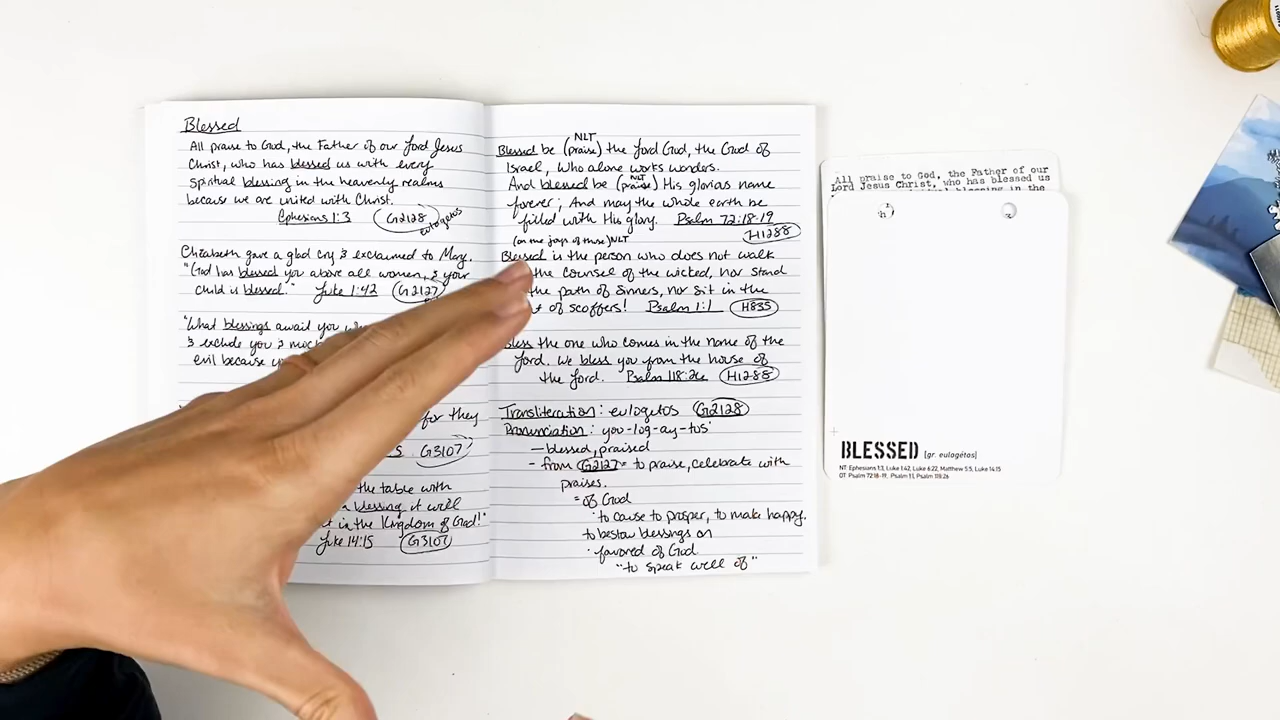 Blessed
All praise to God, the Father of our Lord Jesus
Christ, who has blessed us with every
spiritual blessing in the heavenly realms
because we are united with Christ.
Ephesians 1:3 G2128 eulogetos
Elizabeth gave a glad cry & exclaimed to Mary,
"God has blessed you above all women, & your
child is blessed." Luke 1:42 G2127
"What blessings await you
& exclude you &
evil because
for they
G3107
the table with
a blessing it will
in the Kingdom of God!"
Luke 14:15 G3107
NLT
Blessed be (praise) the Lord God, the God of
Israel, Who alone works wonders.
NLT
And blessed be (praise) His glorious name
forever; And may the whole earth be
filled with His glory. Psalm 72:18-19
H1288
(oh the joys of those) NLT
Blessed is the person who does not walk
the counsel of the wicked, nor stand
the path of sinners, nor sit in the
of scoffers! Psalm 1:1 H835
Bless the one who comes in the name of the
Lord. we bless you from the house of
the Lord. Psalm 118:26 H1288
Transliteration: eulogetos G2128
Pronunciation: you-log-ay-tos'
- blessed, praised
- from G2127 = to praise, celebrate with
praises.
= of God
· to cause to prosper, to make happy.
to bestow blessings on
· favored of God
"to speak well of"
All praise to God, the Father of our
Lord Jesus Christ, who has blessed us
blessing in the
BLESSED [gr. eulogétos]
NT: Ephesians 1:3, Luke 1:42, Luke 6:22, Matthew 5:5, Luke 14:15
OT: Psalm 72:18-19, Psalm 1:1, Psalm 118:26